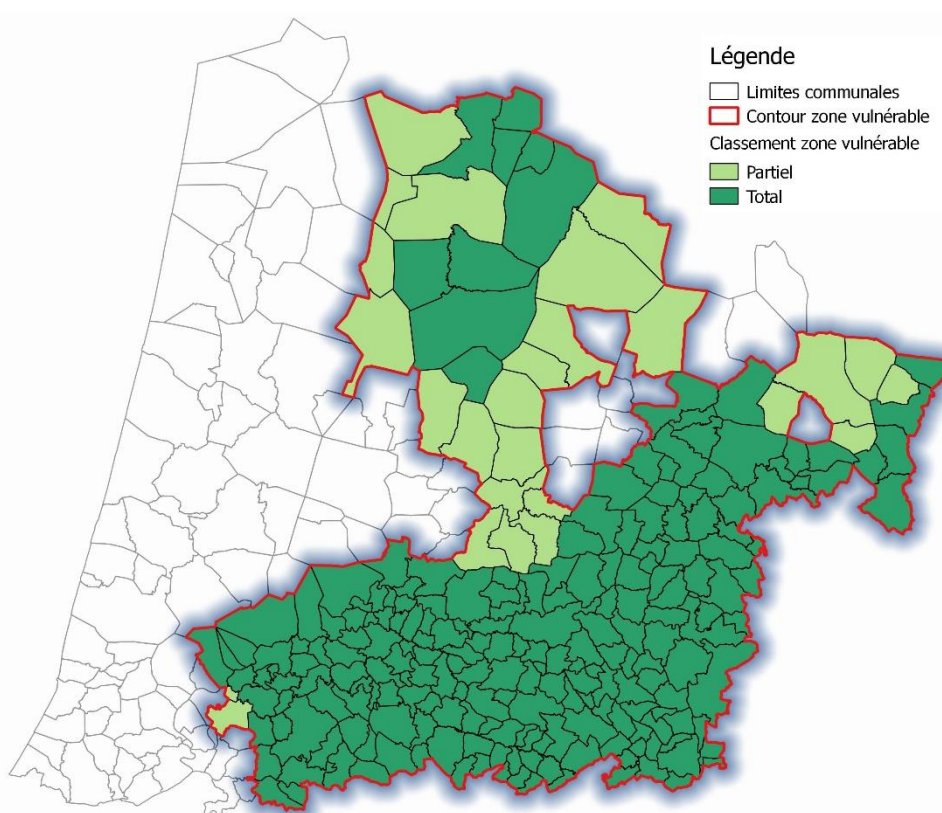 Légende
Limites communales
Contour zone vulnérable
Classement zone vulnérable
Partiel
Total